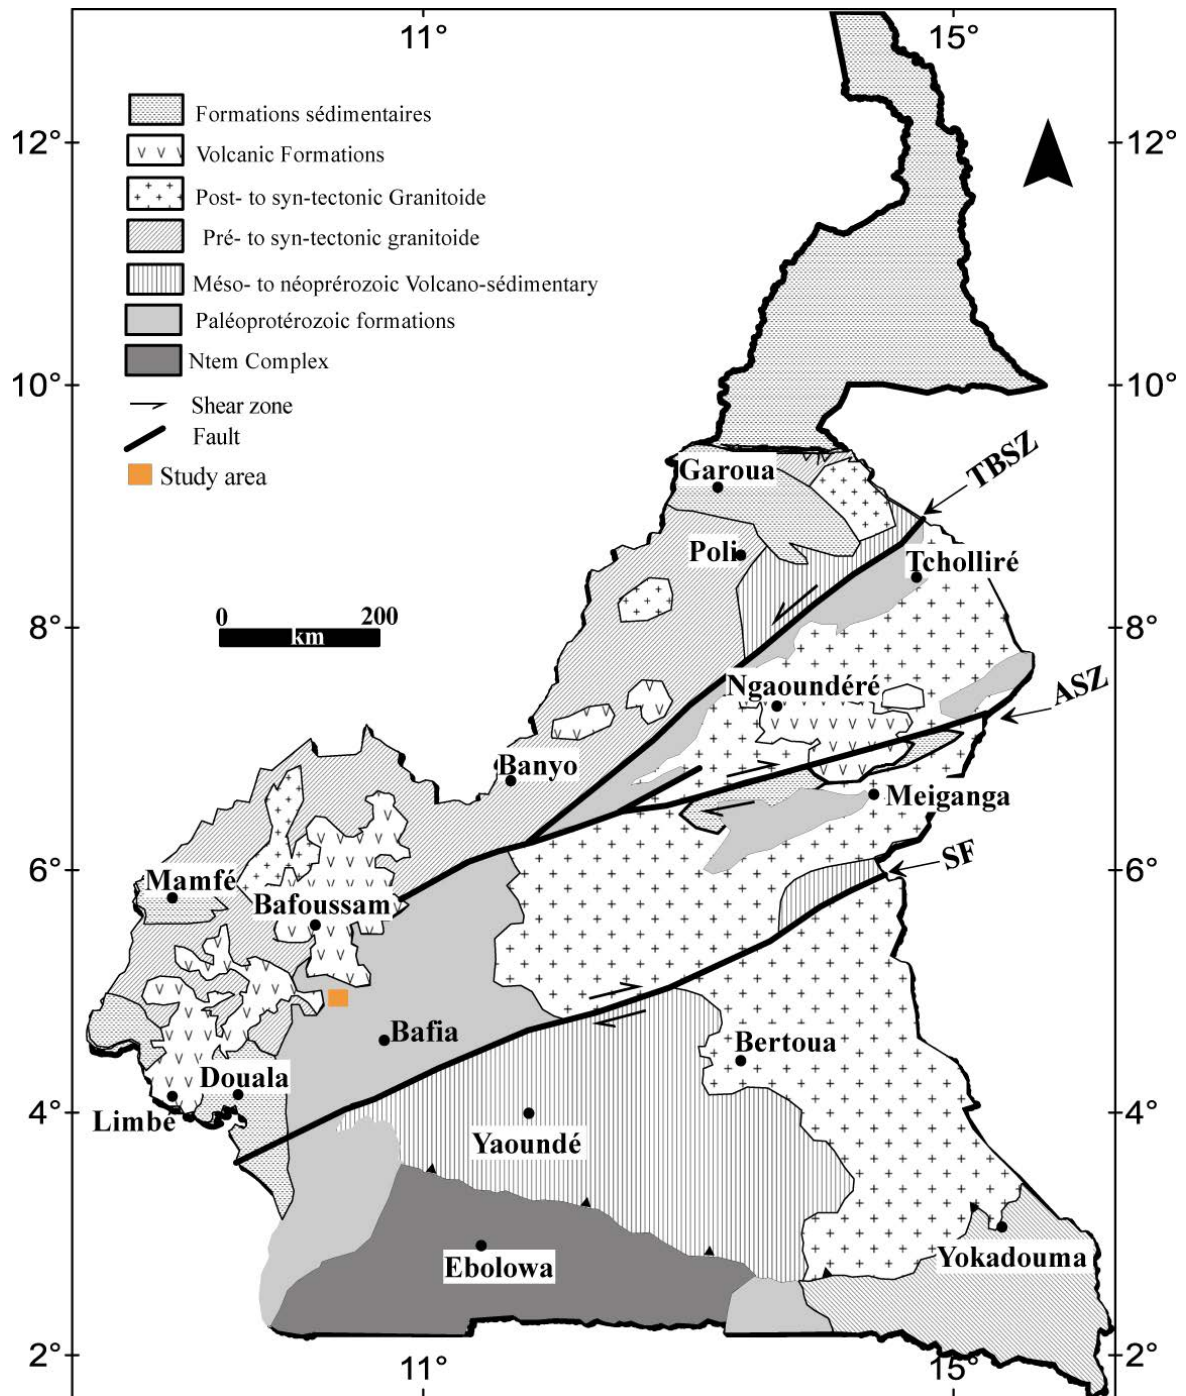 11°
15°
12°
12°
Formations sédimentaires
Volcanic Formations
Post- to syn-tectonic Granitoide
Pré- to syn-tectonic granitoide
Méso- to néoprérozoic Volcano-sédimentary
Paléoprotérozoic formations
Ntem Complex
Shear zone
Fault
Study area
10°
10°
TBSZ
Garoua
Poli
Tcholliré
0 200
km
8°
8°
Ngaoundéré
ASZ
Banyo
Meiganga
SF
6°
6°
Mamfé
Bafoussam
Bafia
Bertoua
Douala
4°
4°
Limbé
Yaoundé
Ebolowa
Yokadouma
2°
2°
11°
15°